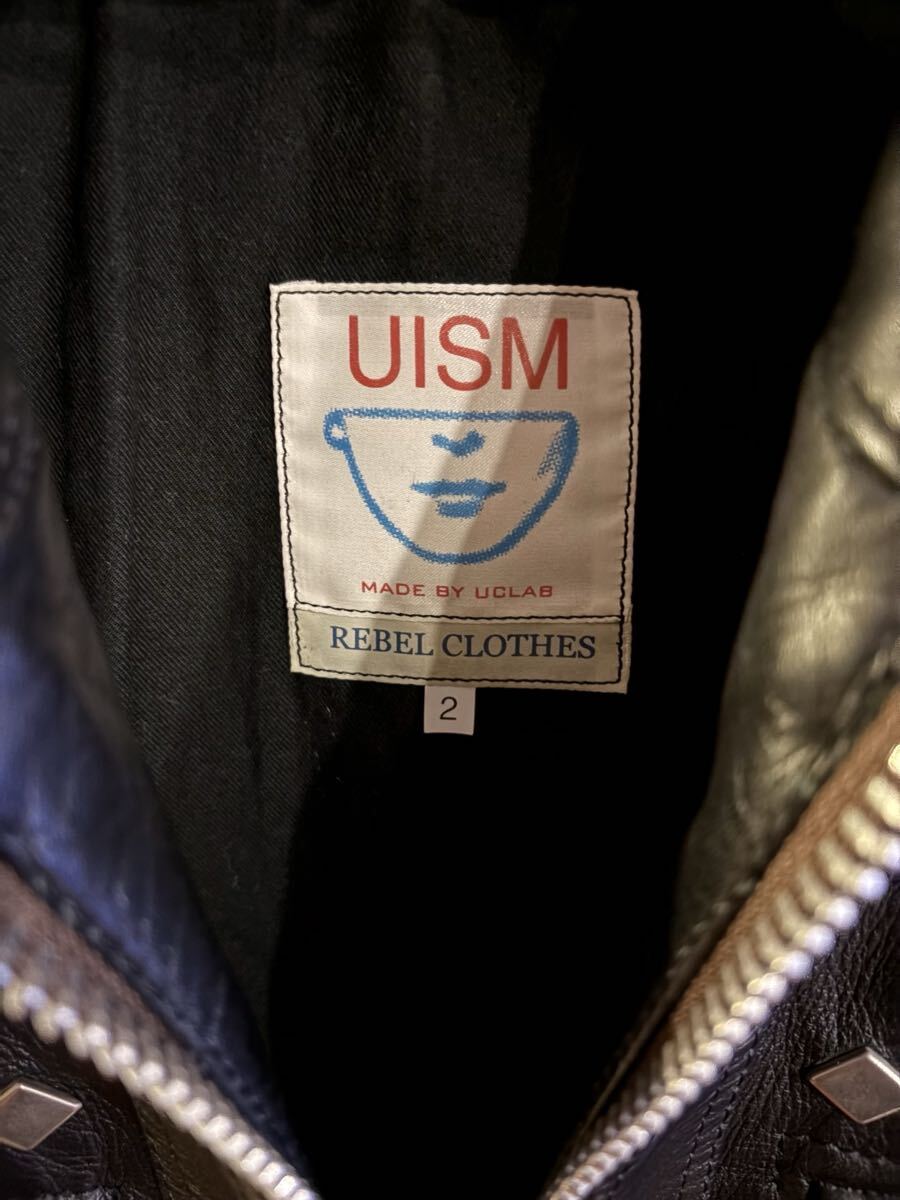 UISM
MADE BY UCLAB
REBEL CLOTHES
2